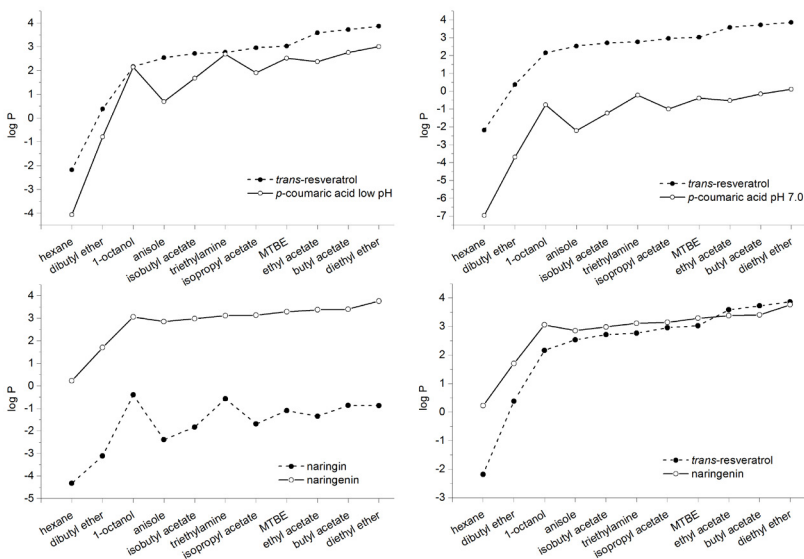 4
3
2
1
0
-1
-2
-3
-4
log P
trans-resveratrol
p-coumaric acid low pH
hexane
dibutyl ether
1-octanol
anisole
isobutyl acetate
triethylamine
isopropyl acetate
MTBE
ethyl acetate
butyl acetate
diethyl ether
4
3
2
1
0
-1
-2
-3
-4
-5
-6
-7
log P
trans-resveratrol
p-coumaric acid pH 7.0
hexane
dibutyl ether
1-octanol
anisole
isobutyl acetate
triethylamine
isopropyl acetate
MTBE
ethyl acetate
butyl acetate
diethyl ether
4
3
2
1
0
-1
-2
-3
-4
-5
log P
naringin
naringenin
hexane
dibutyl ether
1-octanol
anisole
isobutyl acetate
triethylamine
isopropyl acetate
MTBE
ethyl acetate
butyl acetate
diethyl ether
4
3
2
1
0
-1
-2
-3
log P
trans-resveratrol
naringenin
hexane
dibutyl ether
1-octanol
anisole
isobutyl acetate
triethylamine
isopropyl acetate
MTBE
ethyl acetate
butyl acetate
diethyl ether